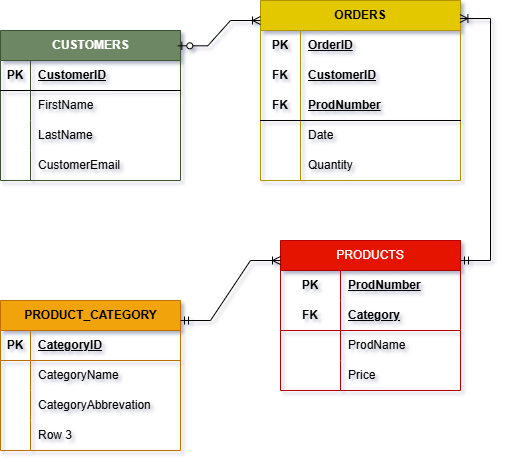 CUSTOMERS
PK CustomerID
FirstName
LastName
CustomerEmail
ORDERS
PK OrderID
FK CustomerID
FK ProdNumber
Date
Quantity
PRODUCT_CATEGORY
PK CategoryID
CategoryName
CategoryAbbrevation
Row 3
PRODUCTS
PK ProdNumber
FK Category
ProdName
Price